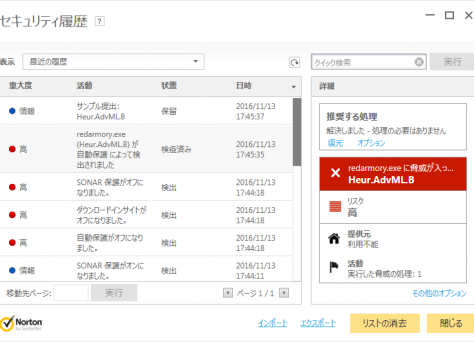 セキュリティ履歴 ?
表示 最近の履歴
クイック検索 実行
重大度 活動 状態 日時
情報 サンプル提出: Heur.AdvML.B 保留 2016/11/13 17:45:37
高 redarmory.exe (Heur.AdvML.B) が 自動保護 によって検出されました 検疫済み 2016/11/13 17:45:35
高 SONAR 保護がオフになりました。 検出 2016/11/13 17:44:18
高 ダウンロードインサイトがオフになりました。 検出 2016/11/13 17:44:18
高 自動保護がオフになりました。 検出 2016/11/13 17:44:18
情報 SONAR 保護がオンになりました。 検出 2016/11/13 17:44:11
移動先ページ: 実行 ページ 1 / 1
詳細
推奨する処理
解決しました - 処理の必要はありません
復元 オプション
redarmory.exe に脅威が入っ...
Heur.AdvML.B
リスク
高
提供元
利用不能
活動
実行した脅威の処理: 1
その他のオプション
Norton
by Symantec
インポート エクスポート リストの消去 閉じる